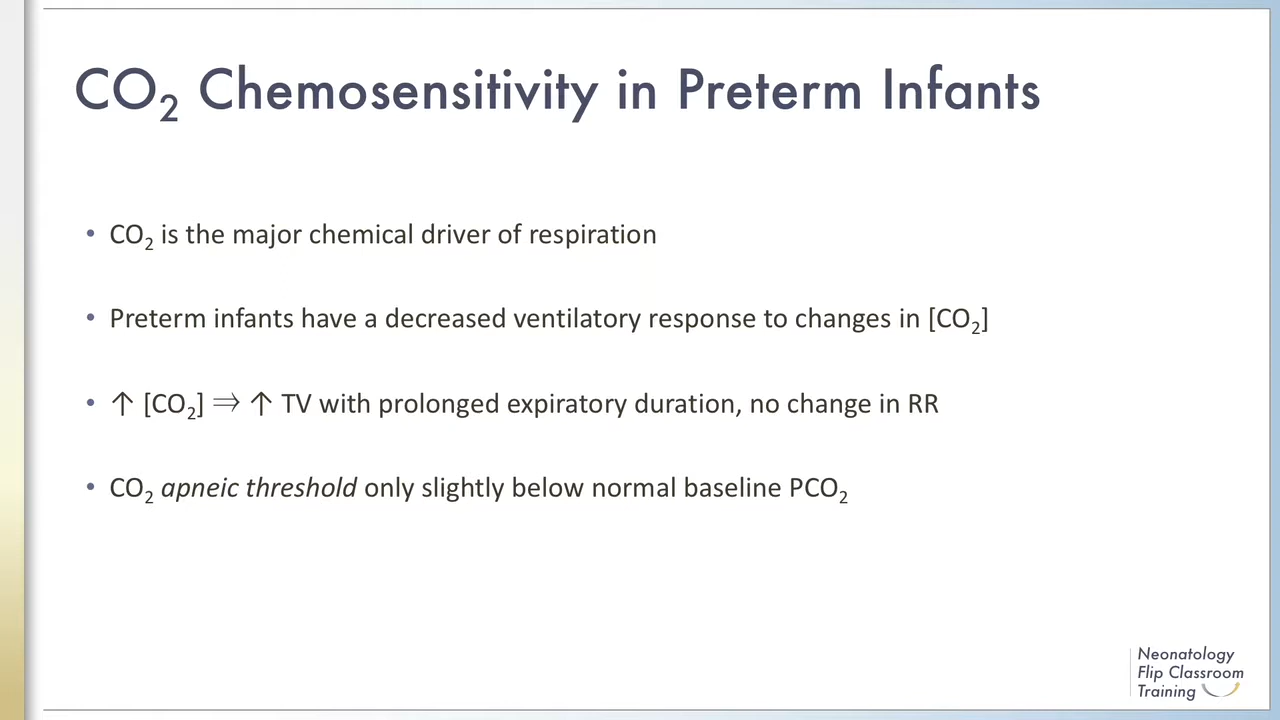 CO₂ Chemosensitivity in Preterm Infants
• CO₂ is the major chemical driver of respiration
• Preterm infants have a decreased ventilatory response to changes in [CO₂]
• ↑ [CO₂] ⇒ ↑ TV with prolonged expiratory duration, no change in RR
• CO₂ apneic threshold only slightly below normal baseline PCO₂
Neonatology
Flip Classroom
Training